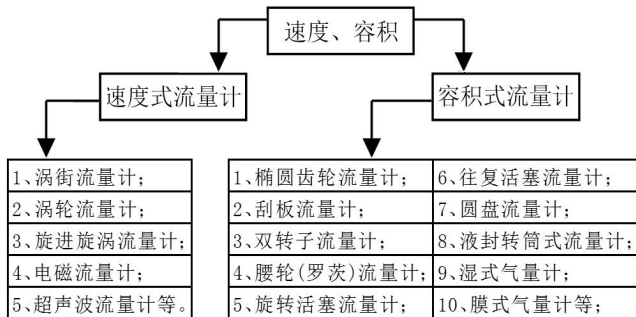 速度、容积
速度式流量计
容积式流量计
1、涡街流量计;
2、涡轮流量计;
3、旋进旋涡流量计;
4、电磁流量计;
5、超声波流量计等。
1、椭圆齿轮流量计;
2、刮板流量计;
3、双转子流量计;
4、腰轮(罗茨)流量计;
5、旋转活塞流量计;
6、往复活塞流量计;
7、圆盘流量计;
8、液封转筒式流量计;
9、湿式气量计;
10、膜式气量计等;